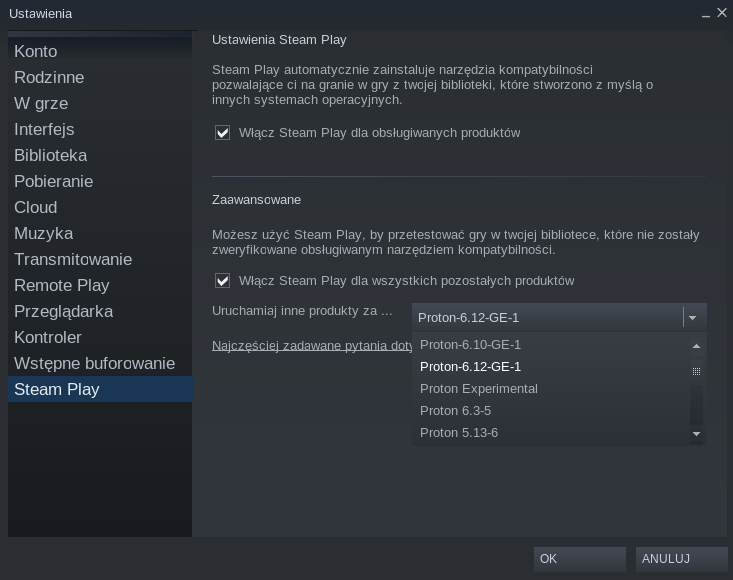 Ustawienia
Konto
Rodzinne
W grze
Interfejs
Biblioteka
Pobieranie
Cloud
Muzyka
Transmitowanie
Remote Play
Przeglądarka
Kontroler
Wstępne buforowanie
Steam Play
Ustawienia Steam Play
Steam Play automatycznie zainstaluje narzędzia kompatybilności
pozwalające ci na granie w gry z twojej biblioteki, które stworzono z myślą o
innych systemach operacyjnych.
Włącz Steam Play dla obsługiwanych produktów
Zaawansowane
Możesz użyć Steam Play, by przetestować gry w twojej bibliotece, które nie zostały
zweryfikowane obsługiwanym narzędziem kompatybilności.
Włącz Steam Play dla wszystkich pozostałych produktów
Uruchamiaj inne produkty za ...
Proton-6.12-GE-1
Najczęściej zadawane pytania doty
Proton-6.10-GE-1
Proton-6.12-GE-1
Proton Experimental
Proton 6.3-5
Proton 5.13-6
OK
ANULUJ